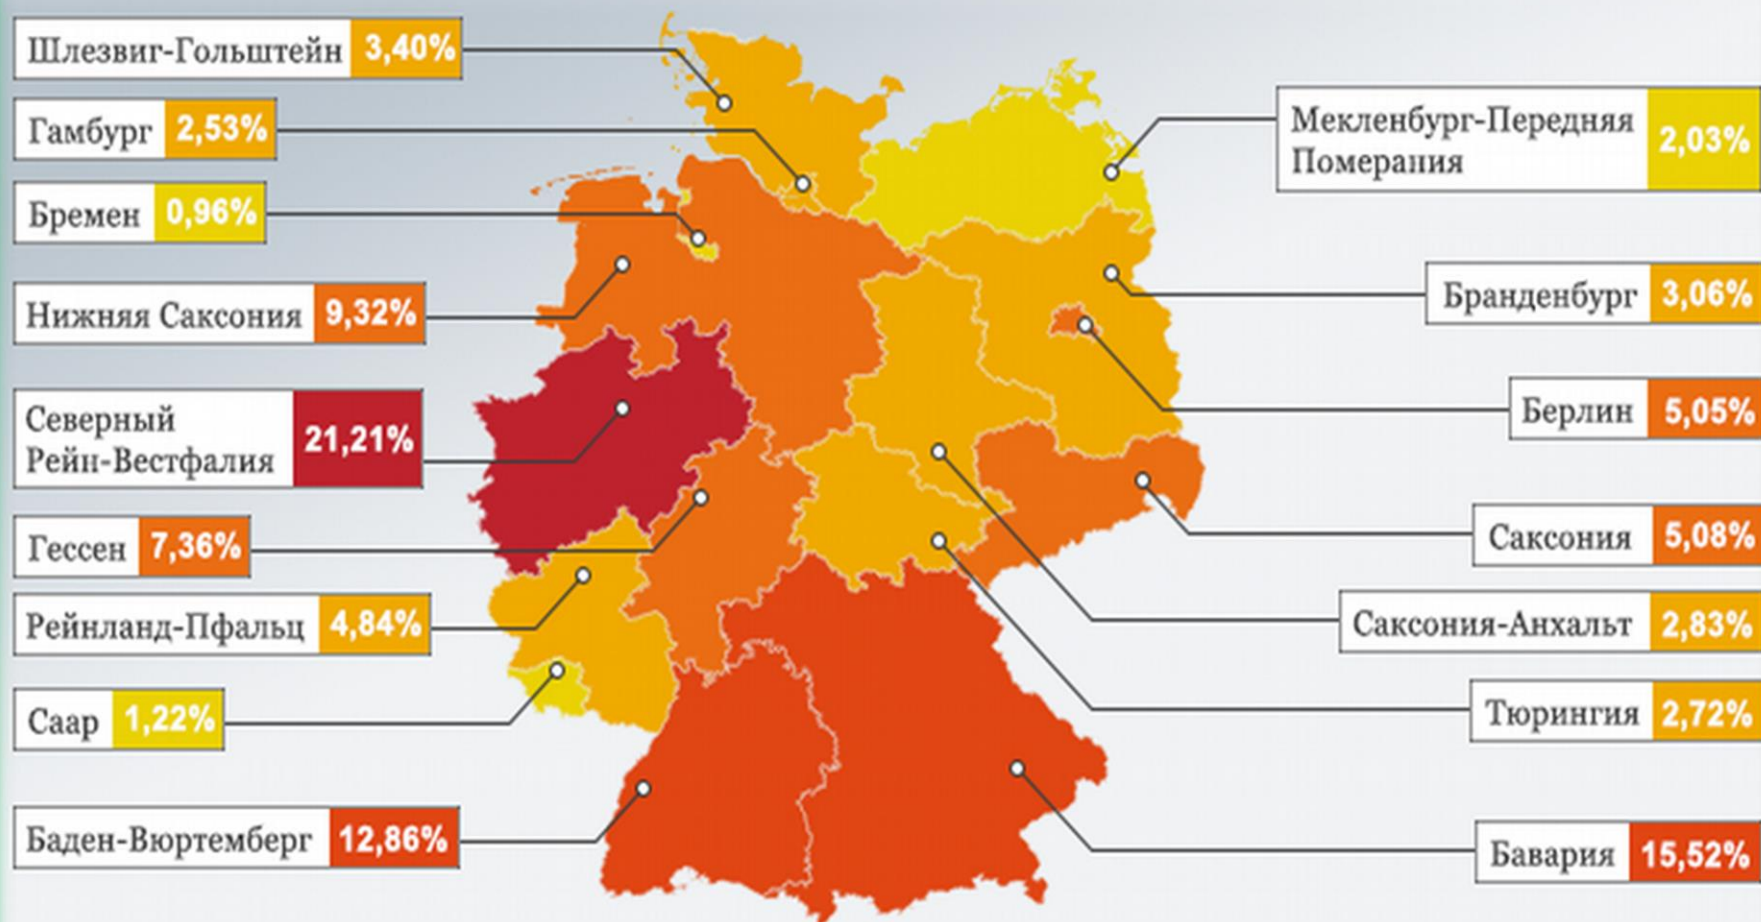 Шлезвиг-Гольштейн 3,40%
Гамбург 2,53%
Бремен 0,96%
Нижняя Саксония 9,32%
Северный
Рейн-Вестфалия 21,21%
Гессен 7,36%
Рейнланд-Пфальц 4,84%
Саар 1,22%
Баден-Вюртемберг 12,86%
Мекленбург-Передняя
Померания 2,03%
Бранденбург 3,06%
Берлин 5,05%
Саксония 5,08%
Саксония-Анхальт 2,83%
Тюрингия 2,72%
Бавария 15,52%